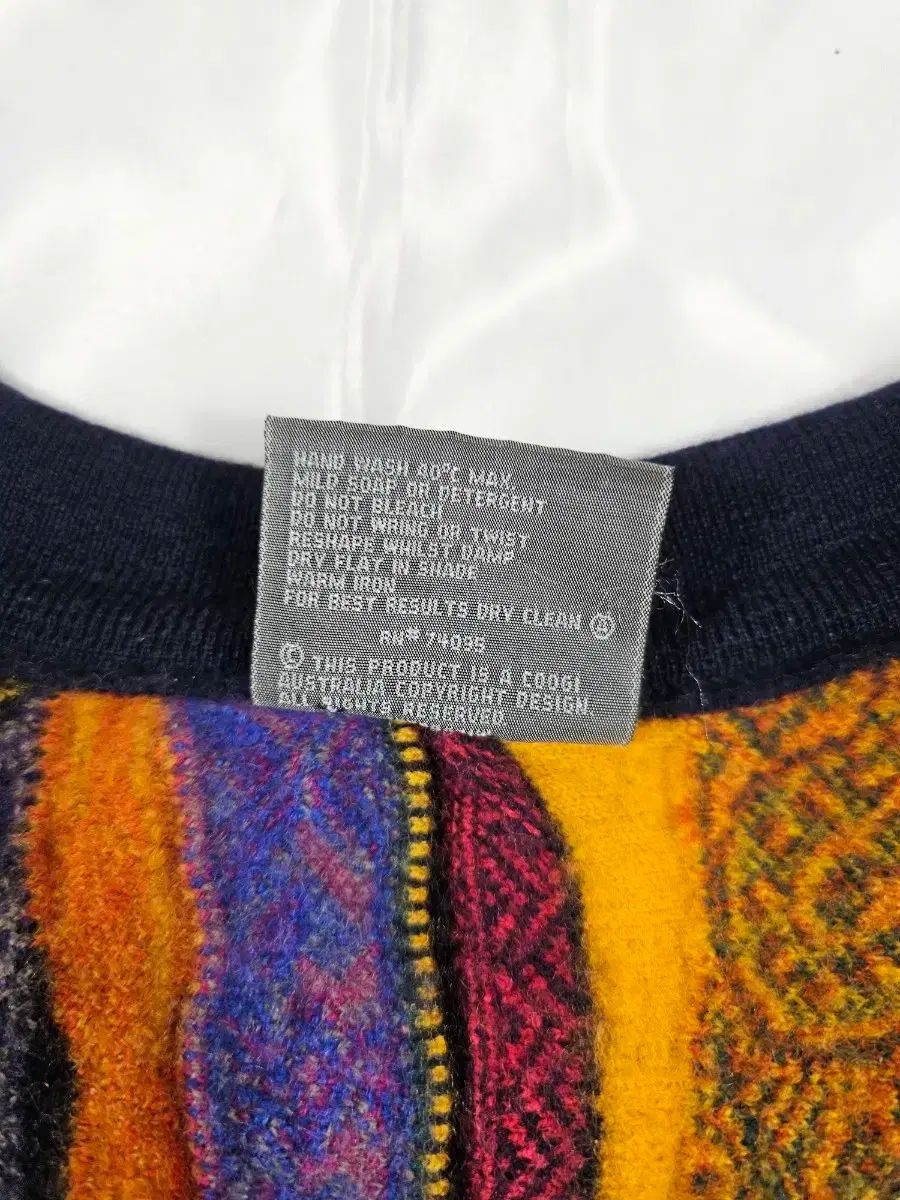 HAND WASH 40°C MAX.
MILD SOAP OR DETERGENT
DO NOT BLEACH
DO NOT WRING OR TWIST
RESHAPE WHILST DAMP
DRY FLAT IN SHADE
WARM IRON
FOR BEST RESULTS DRY CLEAN Ⓟ
RN# 74095
© THIS PRODUCT IS A COOGI
AUSTRALIA COPYRIGHT DESIGN.
ALL RIGHTS RESERVED